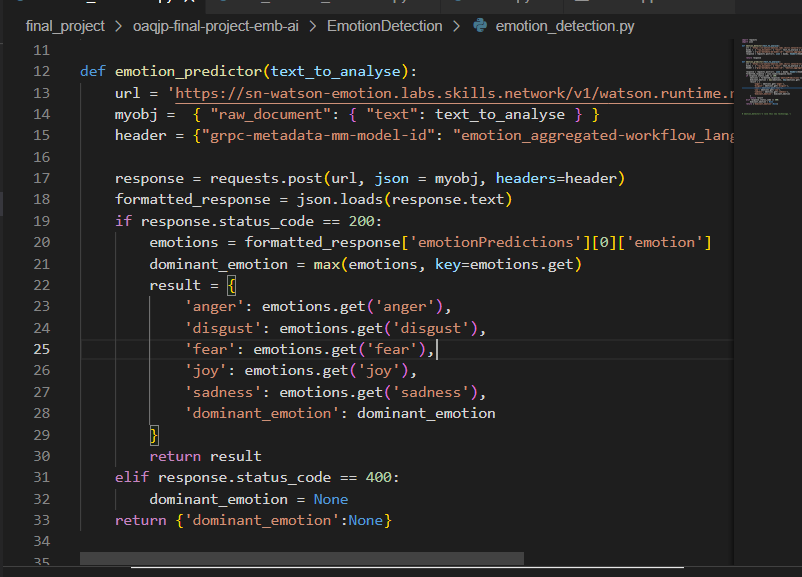 final_project > oaqjp-final-project-emb-ai > EmotionDetection > emotion_detection.py
11
12 def emotion_predictor(text_to_analyse):
13     url = 'https://sn-watson-emotion.labs.skills.network/v1/watson.runtime.
14     myobj =  { "raw_document": { "text": text_to_analyse } }
15     header = {"grpc-metadata-mm-model-id": "emotion_aggregated-workflow_lang
16
17     response = requests.post(url, json = myobj, headers=header)
18     formatted_response = json.loads(response.text)
19     if response.status_code == 200:
20         emotions = formatted_response['emotionPredictions'][0]['emotion']
21         dominant_emotion = max(emotions, key=emotions.get)
22         result = {
23             'anger': emotions.get('anger'),
24             'disgust': emotions.get('disgust'),
25             'fear': emotions.get('fear'),
26             'joy': emotions.get('joy'),
27             'sadness': emotions.get('sadness'),
28             'dominant_emotion': dominant_emotion
29         }
30         return result
31     elif response.status_code == 400:
32         dominant_emotion = None
33     return {'dominant_emotion':None}
34
35